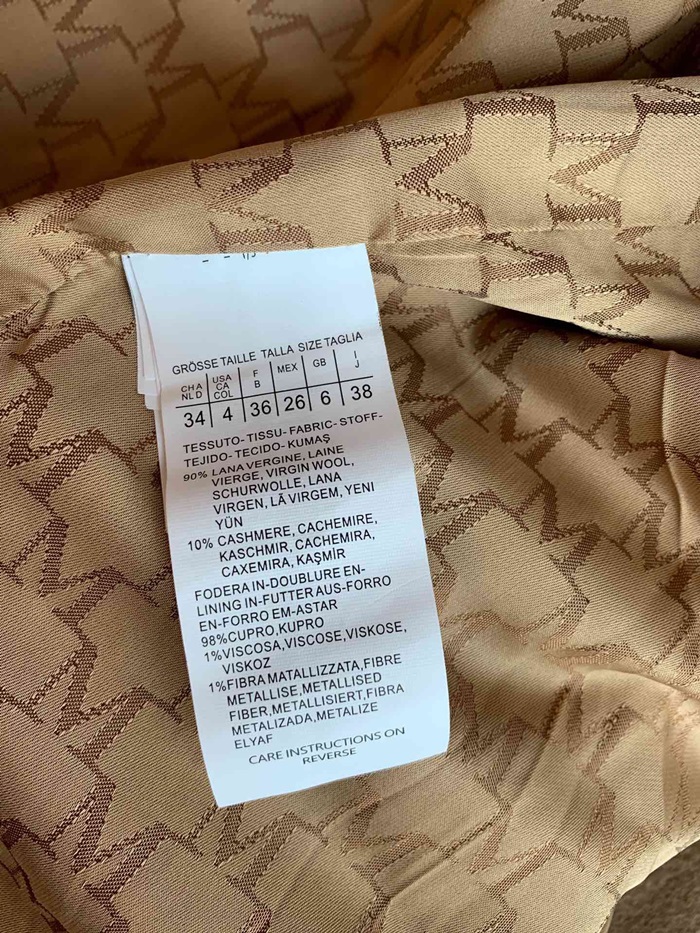 GRÖSSE TAILLE TALLA SIZE TAGLIA
CH A NL D | USA CA COL | F B | MEX | GB | I J
34 | 4 | 36 | 26 | 6 | 38
TESSUTO-TISSU-FABRIC-STOFF-
TEJIDO-TECIDO-KUMAŞ
90% LANA VERGINE, LAINE
VIERGE, VIRGIN WOOL,
SCHURWOLLE, LANA
VIRGEN, LÃ VIRGEM, YENI
YÜN
10% CASHMERE, CACHEMIRE,
KASCHMIR, CACHEMIRA,
CAXEMIRA, KAŞMİR
FODERA IN-DOUBLURE EN-
LINING IN-FUTTER AUS-FORRO
EN-FORRO EM-ASTAR
98%CUPRO,KUPRO
1%VISCOSA,VISCOSE,VISKOSE,
VISKOZ
1%FIBRA MATALLIZZATA,FIBRE
METALLISE,METALLISED
FIBER,METALLISIERT,FIBRA
METALIZADA,METALIZE
ELYAF
CARE INSTRUCTIONS ON
REVERSE